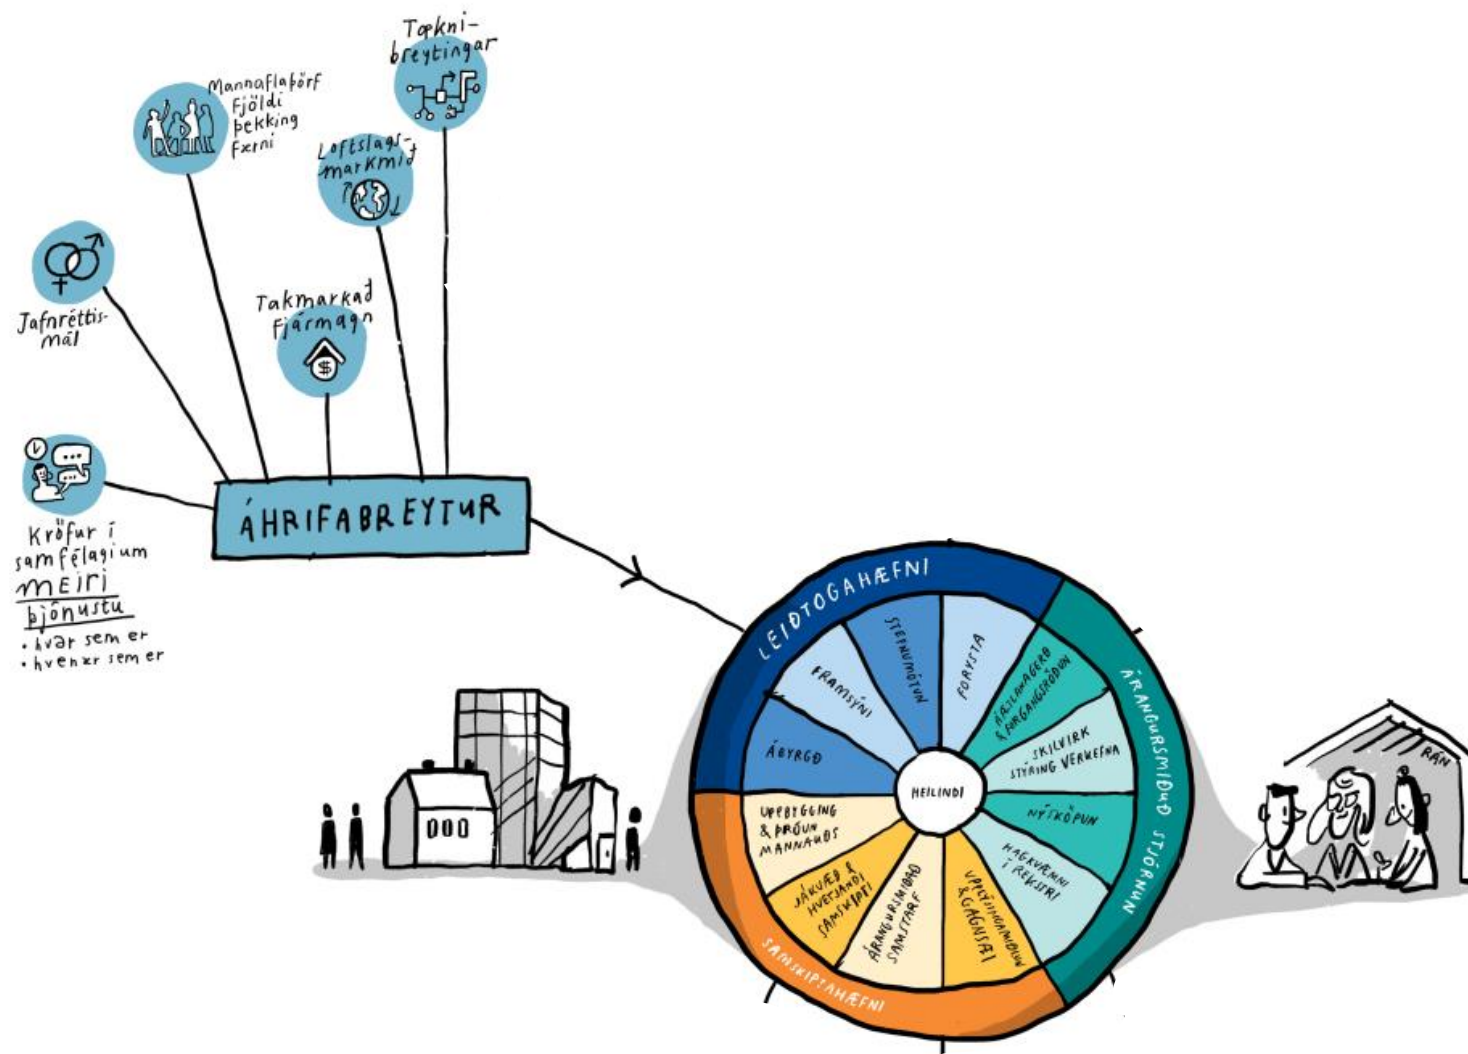 Tækni-
breytingar
Mannaflaþörf
Fjöldi
þekking
færni
Loftslags-
markmið
Jafnréttis-
mál
Takmarkað
Fjármagn
$
Kröfur í
samfélagi um
MEIRI
þjónustu
• hvar sem er
• hvenær sem er
ÁHRIFABREYTUR
LEIÐTOGAHÆFNI
ÁBYRGÐ
FRAMSÝNI
STEFNUMÓTUN
FORYSTA
ÁRANGURSMIÐUÐ STJÓRNUN
ÁÆTLANAGERÐ
& FORGANGSRÖÐUN
SKILVIRK
STÝRING VERKEFNA
NÝSKÖPUN
HAGKVÆMNI
Í REKSTRI
SAMSKIPTAHÆFNI
UPPLÝSINGAMIÐLUN
& GAGNSÆI
ÁRANGURSMIÐAÐ
SAMSTARF
JÁKVÆÐ &
HVETJANDI
SAMSKIPTI
UPPBYGGING
& ÞRÓUN
MANNAUÐS
HEILINDI
RÁN